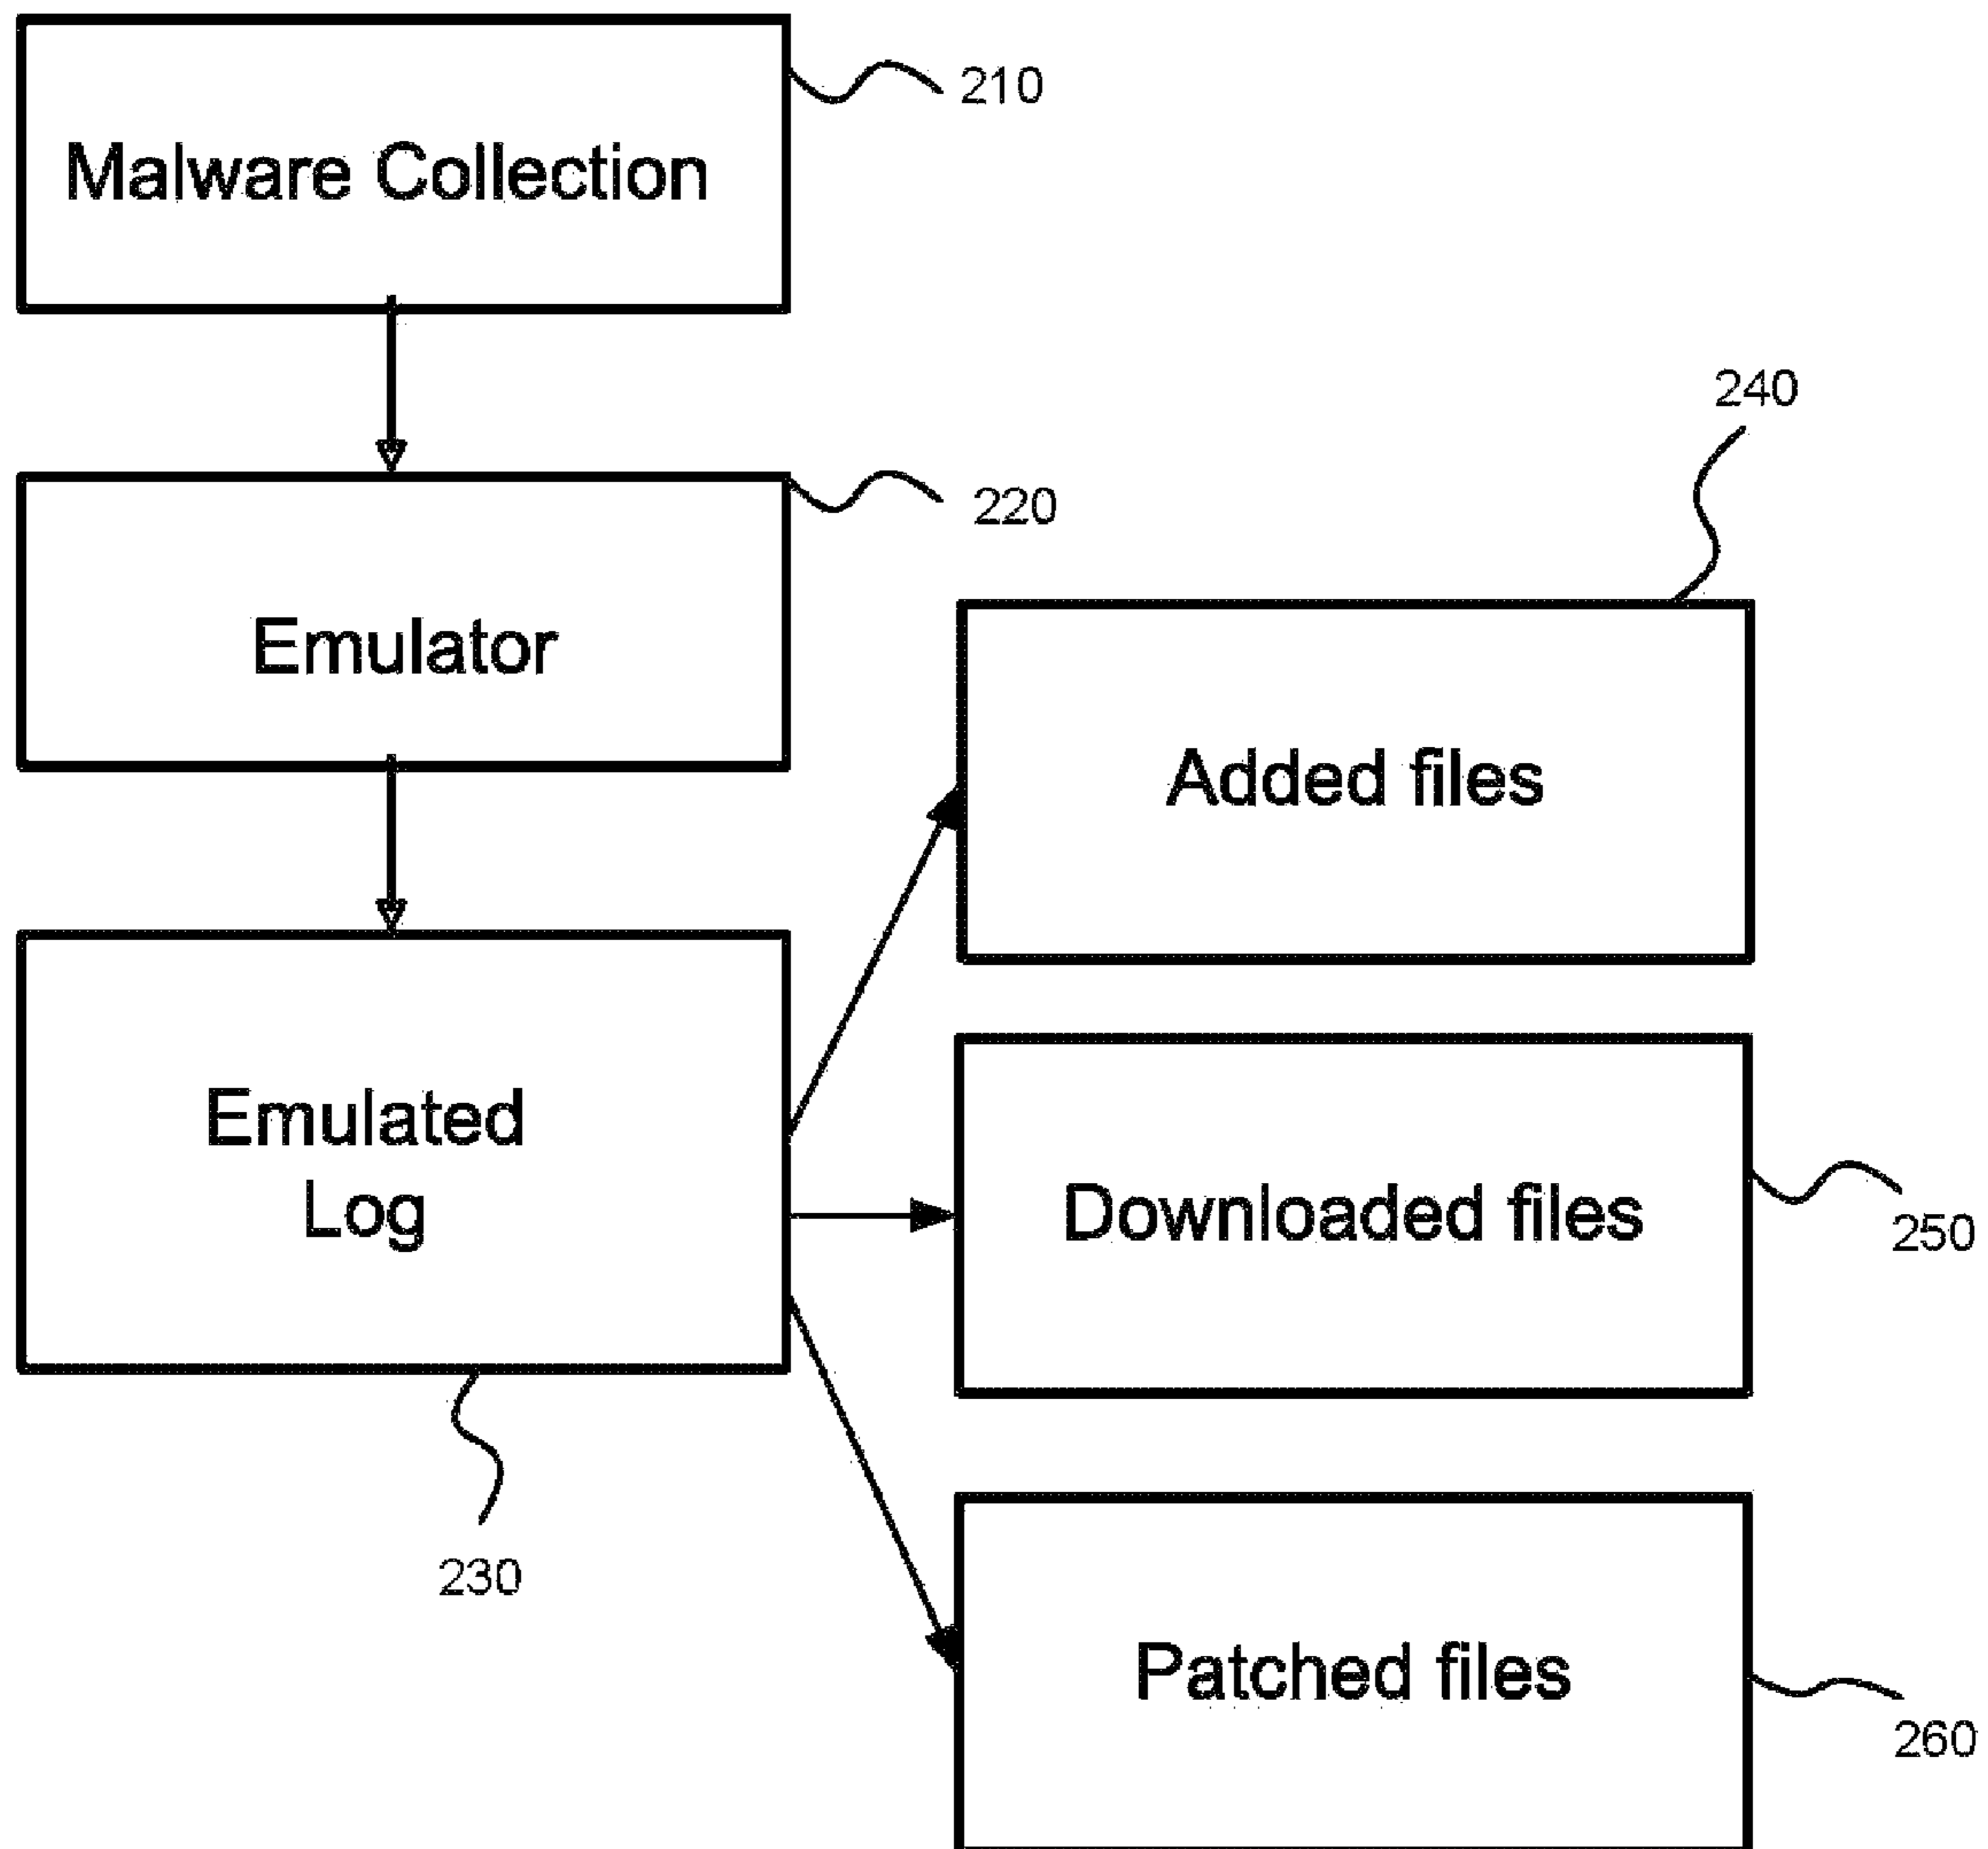 Malware Collection
210
Emulator
220
240
Added files
Emulated
Log
230
Downloaded files
250
Patched files
260